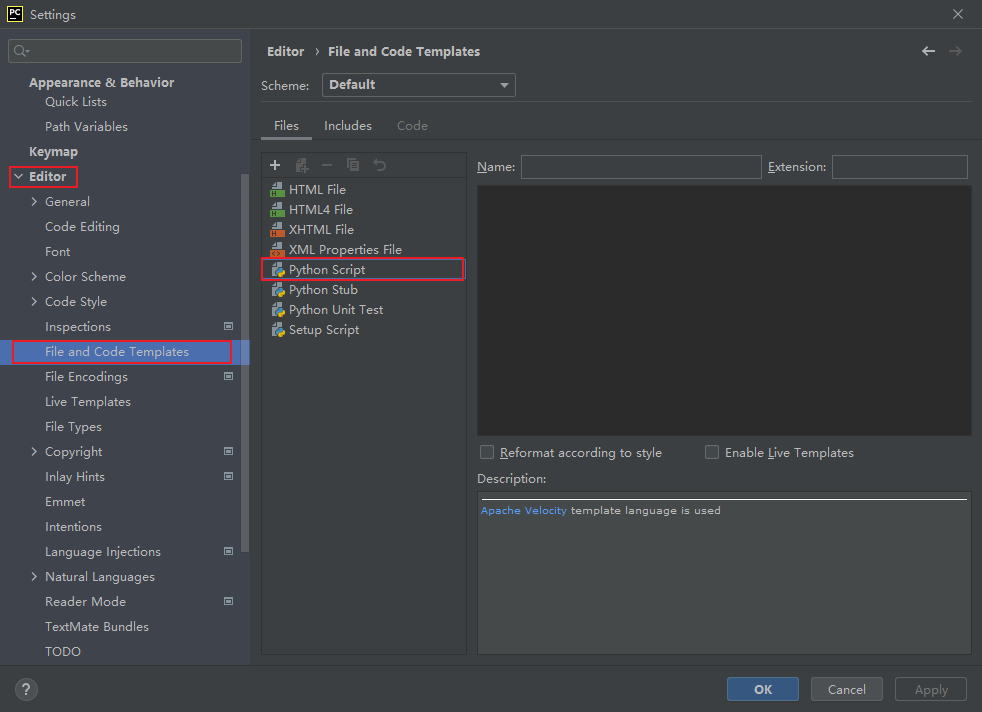 PC Settings
Appearance & Behavior
Quick Lists
Path Variables
Keymap
Editor
General
Code Editing
Font
Color Scheme
Code Style
Inspections
File and Code Templates
File Encodings
Live Templates
File Types
Copyright
Inlay Hints
Emmet
Intentions
Language Injections
Natural Languages
Reader Mode
TextMate Bundles
TODO
Editor › File and Code Templates
Scheme: Default
Files Includes Code
HTML File
HTML4 File
XHTML File
XML Properties File
Python Script
Python Stub
Python Unit Test
Setup Script
Name: Extension:
Reformat according to style Enable Live Templates
Description:
Apache Velocity template language is used
? OK Cancel Apply